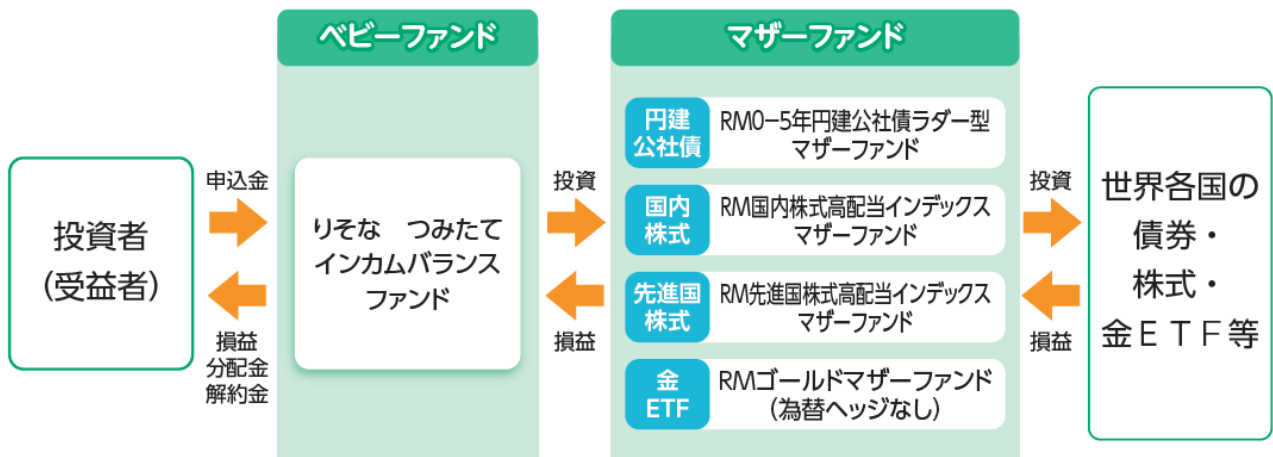 ベビーファンド
マザーファンド
投資者
(受益者)
申込金
損益
分配金
解約金
りそな　つみたて
インカムバランス
ファンド
投資
損益
円建
公社債
RM0−5年円建公社債ラダー型
マザーファンド
国内
株式
RM国内株式高配当インデックス
マザーファンド
先進国
株式
RM先進国株式高配当インデックス
マザーファンド
金
ETF
RMゴールドマザーファンド
(為替ヘッジなし)
投資
損益
世界各国の
債券・
株式・
金ＥＴＦ等